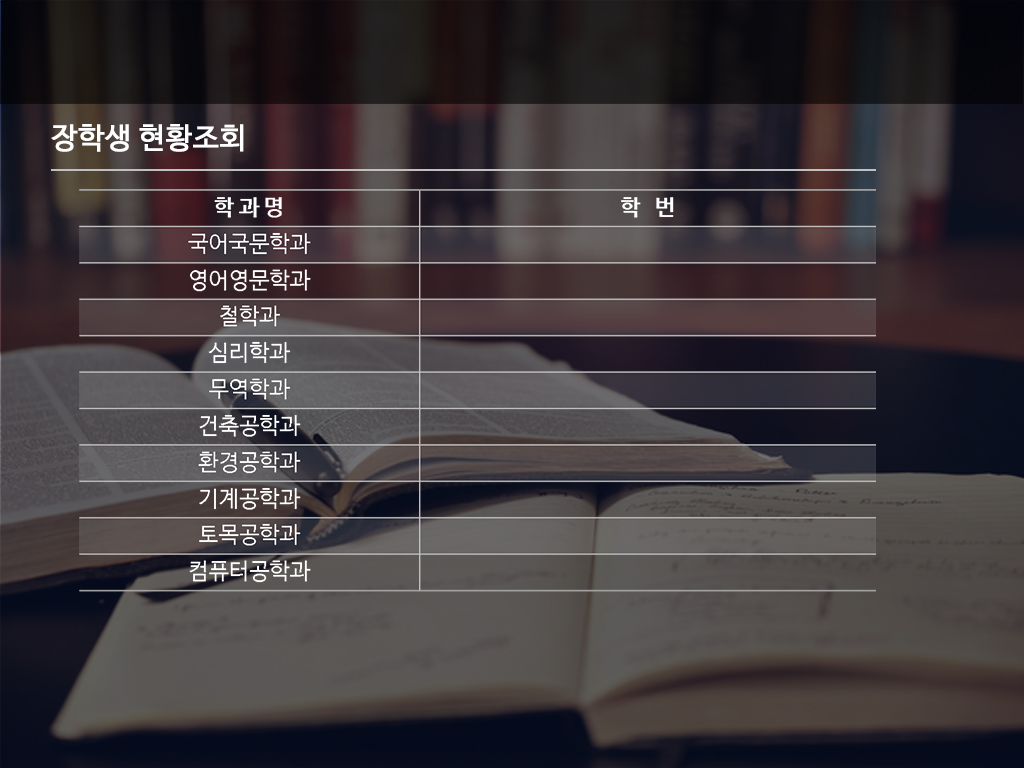 장학생 현황조회
학과명 학 번
국어국문학과
영어영문학과
철학과
심리학과
무역학과
건축공학과
환경공학과
기계공학과
토목공학과
컴퓨터공학과